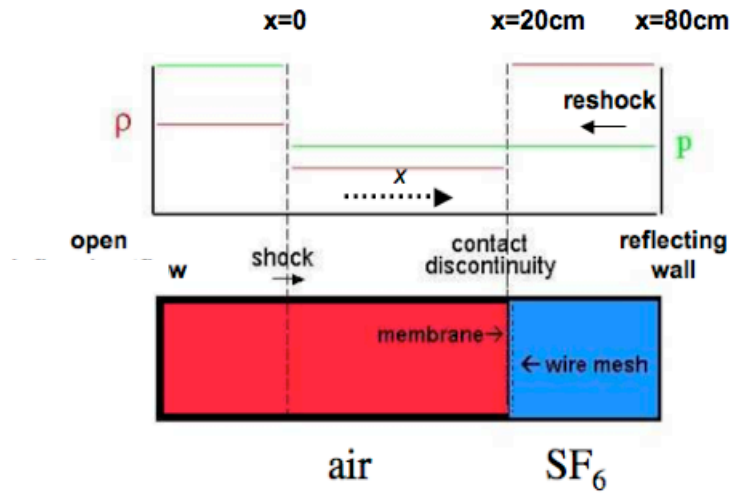 x=0 x=20cm x=80cm
reshock
ρ
p
x
open
contact
reflecting
shock
discontinuity
w
wall
membrane→
←wire mesh
air SF₆